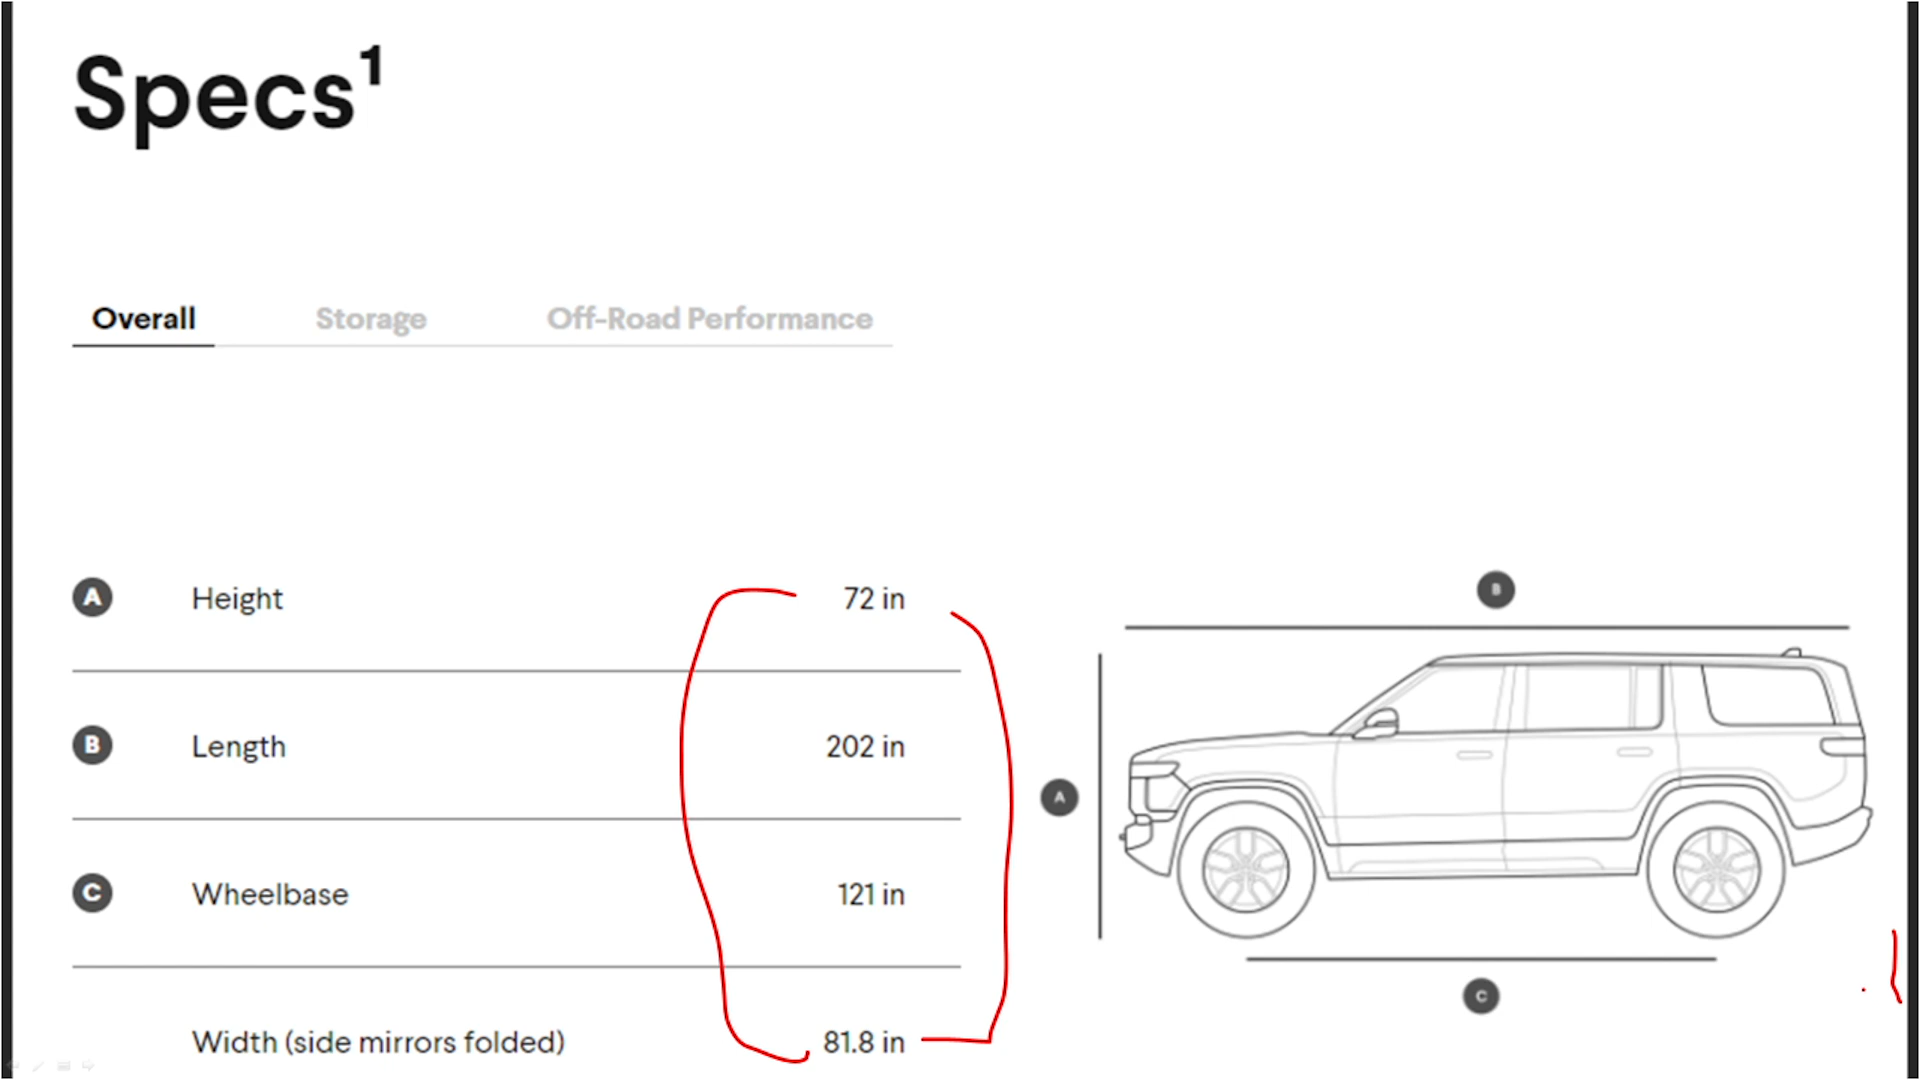 Specs¹
Overall Storage Off-Road Performance
A Height 72 in
B Length 202 in
C Wheelbase 121 in
Width (side mirrors folded) 81.8 in
B
A
C